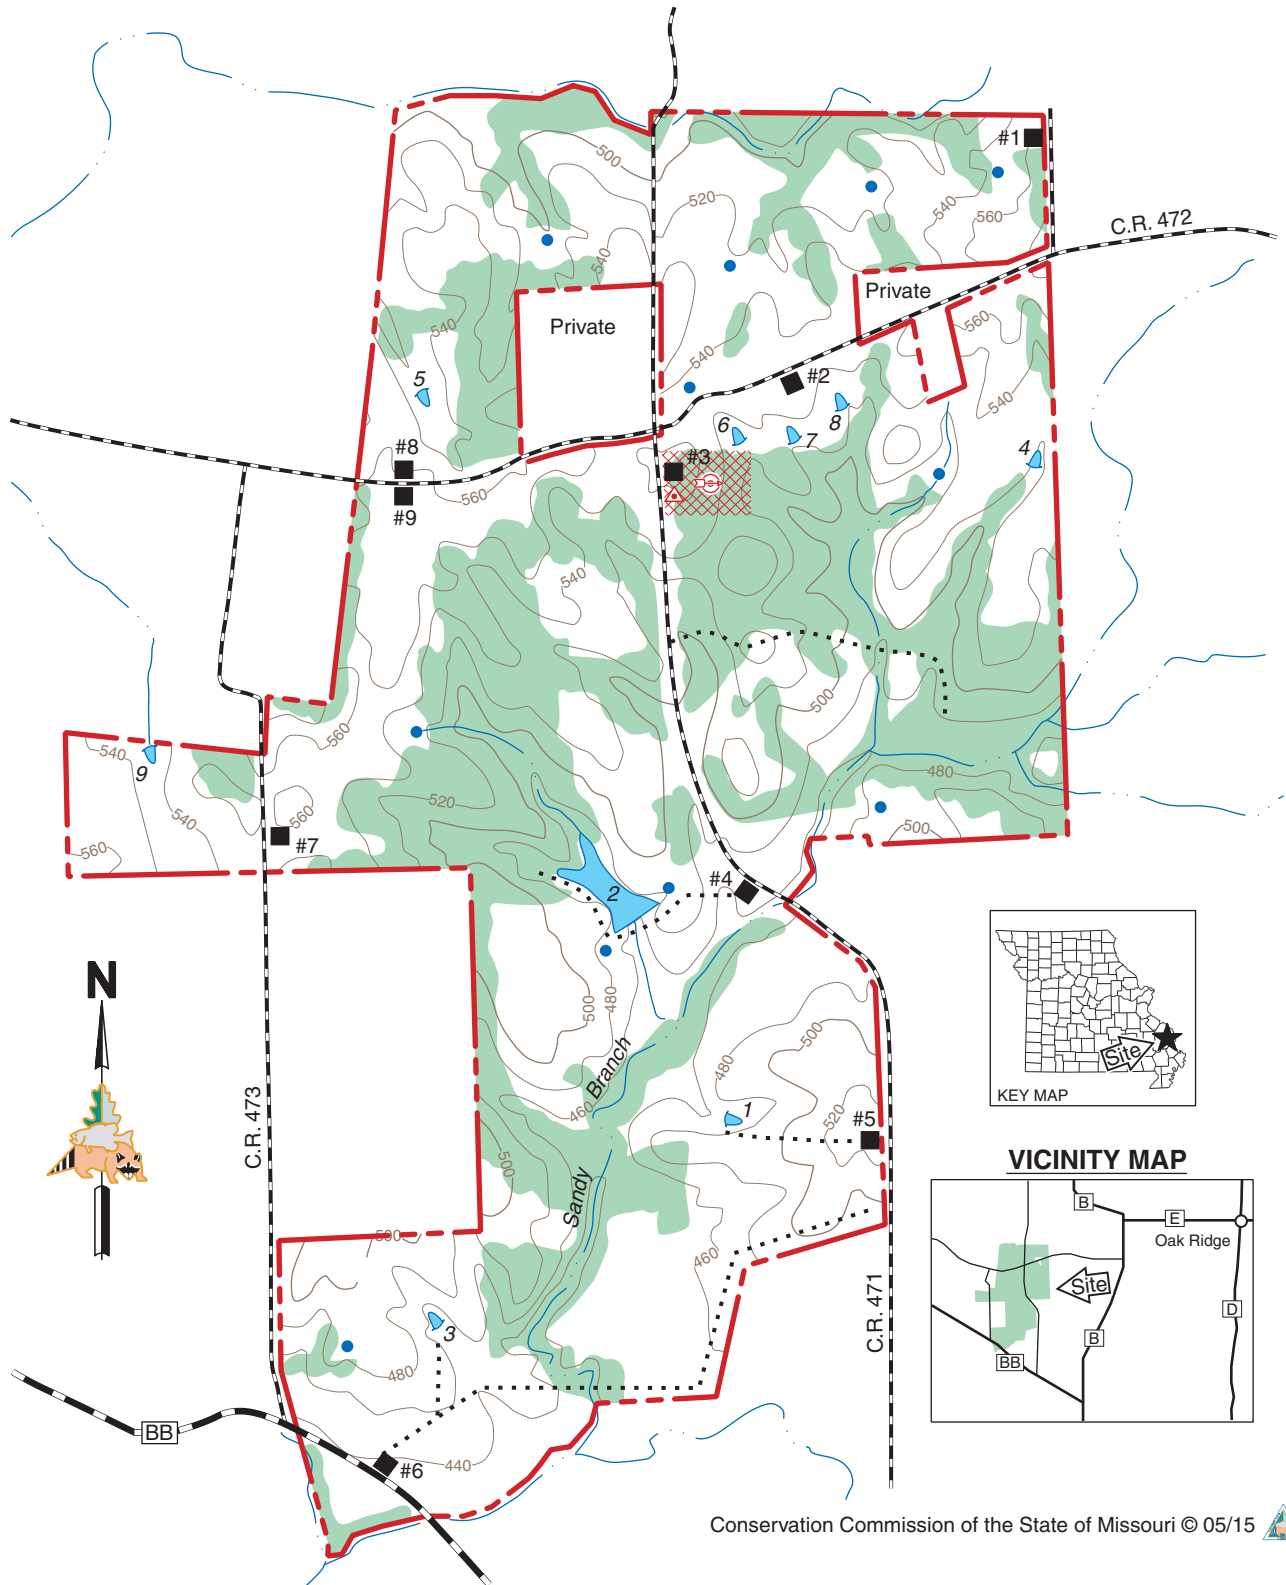 500
#1
520
540
560
C.R. 472
540
Private
Private
540
560
540
#2
5
540
8
6
7
4
#8
#3
560
#9
540
500
560
540
9
480
520
540
560
500
560
#7
#4
2
N
500
480
500
Branch
480
460
1
#5
520
C.R. 473
500
Sandy
500
460
3
480
C.R. 471
BB
#6
440
Site
KEY MAP
VICINITY MAP
B
E
Oak Ridge
Site
D
B
BB
Conservation Commission of the State of Missouri © 05/15